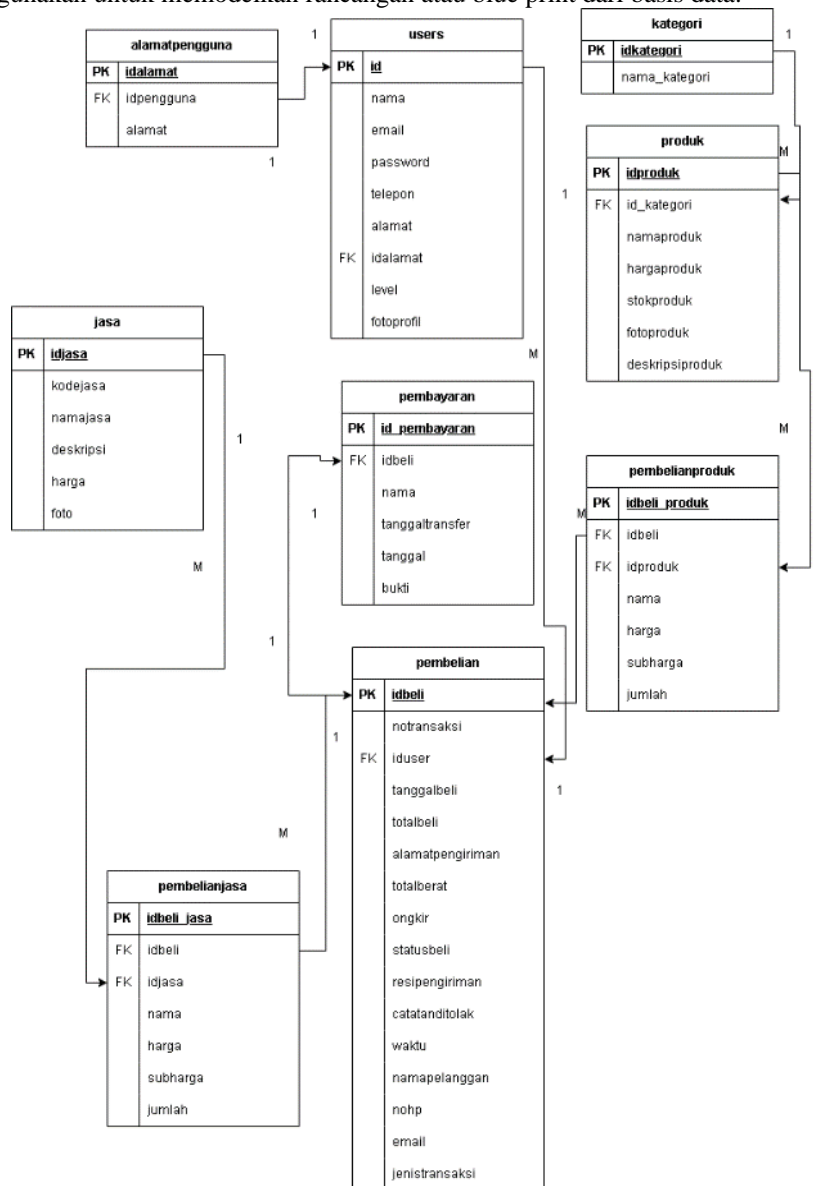 gunakan untuk memodelkan rancangan atau blue print dari basis data.
alamatpengguna
PK idalamat
FK idpengguna
alamat
1
1
users
PK id
nama
email
password
telepon
alamat
FK idalamat
level
fotoprofil
1
M
kategori
PK idkategori
nama_kategori
1
produk
M
PK idproduk
FK id_kategori
namaproduk
hargaproduk
stokproduk
fotoproduk
deskripsiproduk
M
jasa
PK idjasa
kodejasa
namajasa
deskripsi
harga
foto
1
M
pembayaran
PK id_pembayaran
FK idbeli
nama
tanggaltransfer
tanggal
bukti
1
1
pembelianproduk
PK idbeli_produk
M
FK idbeli
FK idproduk
nama
harga
subharga
jumlah
pembelian
PK idbeli
notransaksi
FK iduser
tanggalbeli
totalbeli
alamatpengiriman
totalberat
ongkir
statusbeli
resipengiriman
catatanditolak
waktu
namapelanggan
nohp
email
jenistransaksi
1
1
M
pembelianjasa
PK idbeli_jasa
FK idbeli
FK idjasa
nama
harga
subharga
jumlah